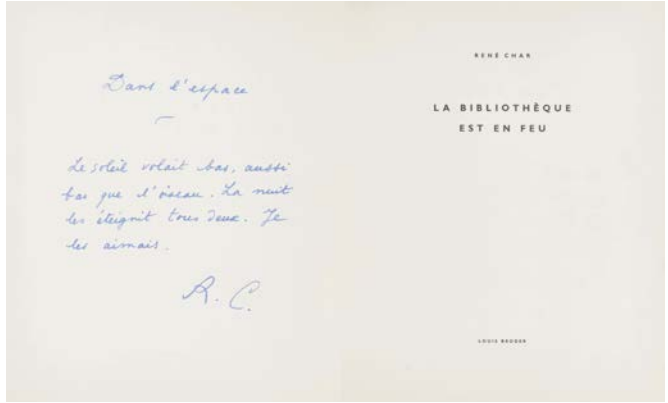 Dans l'espace
Le soleil volait bas, aussi
bas que l'oiseau. La nuit
les éteignit tous deux. Je
les aimais.
R. C.
RENÉ CHAR
LA BIBLIOTHÈQUE
EST EN FEU
LOUIS BRODER